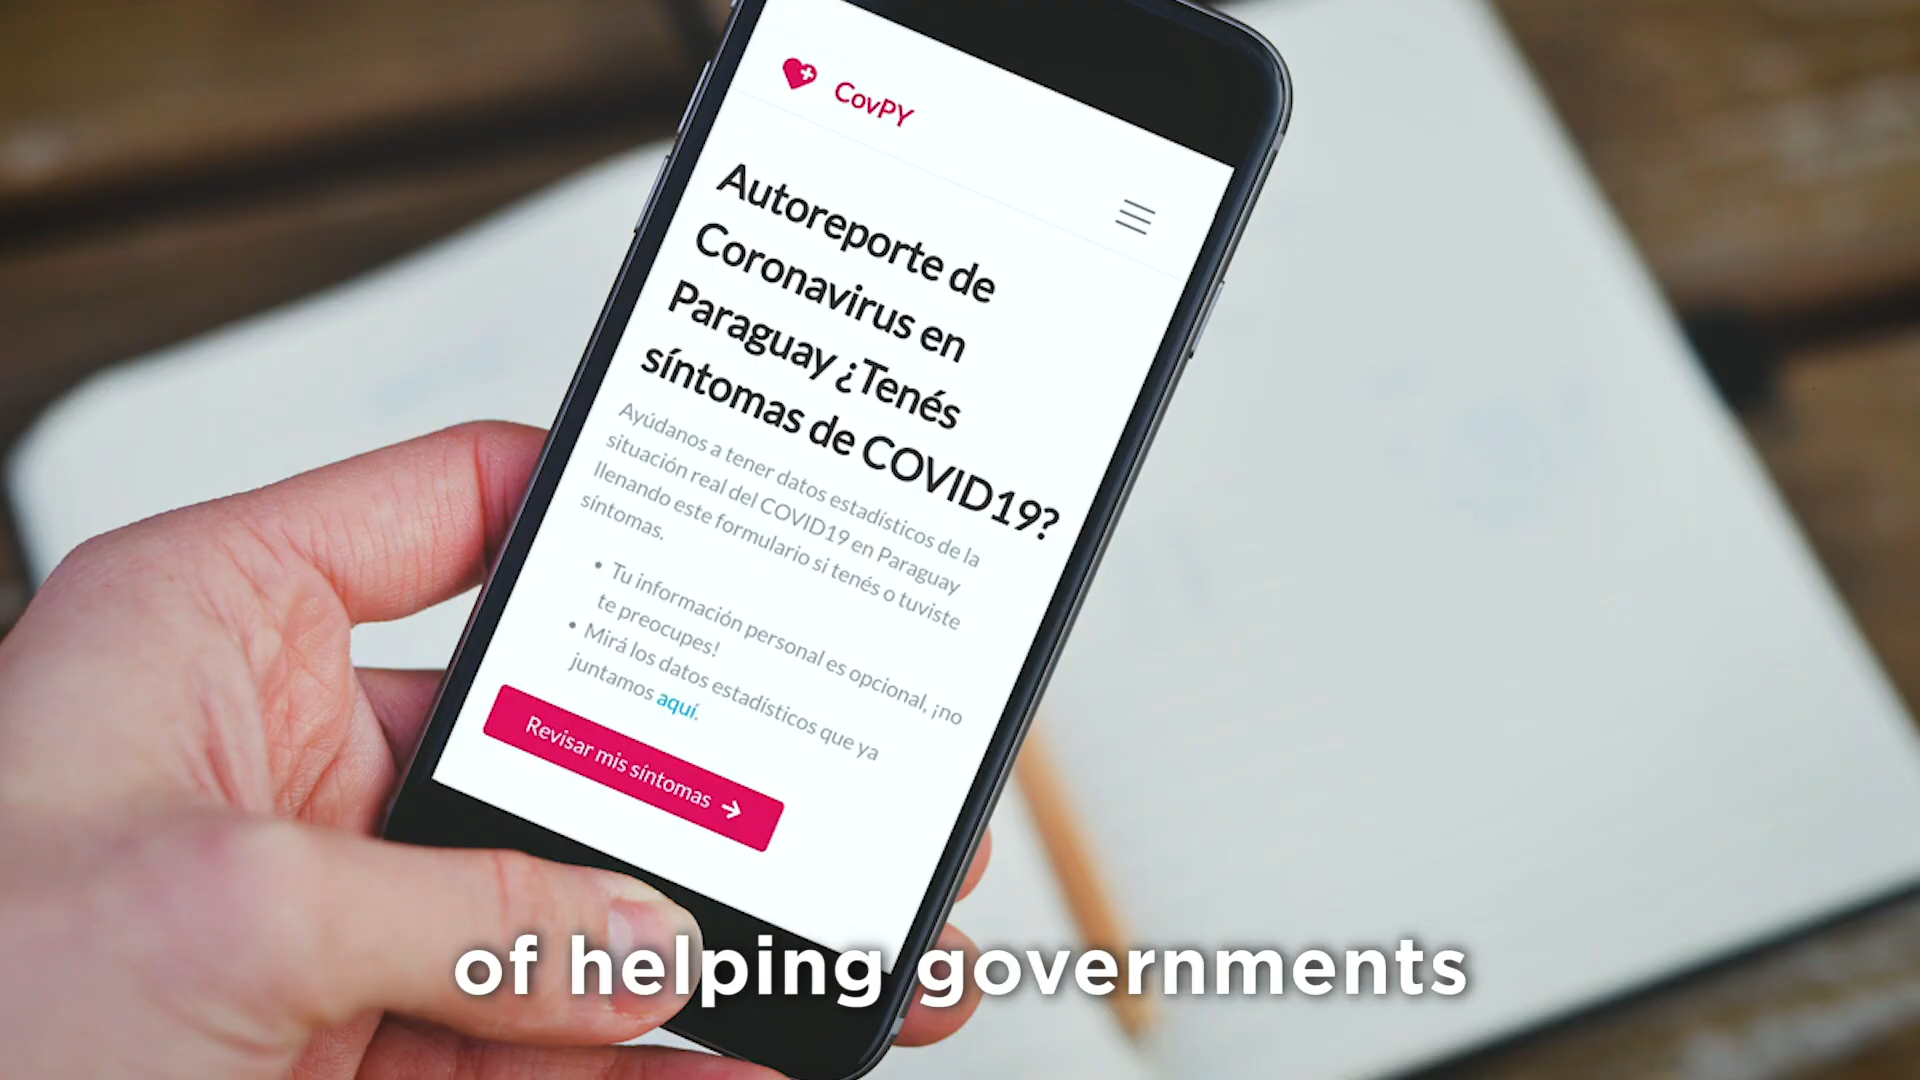 CovPY
Autoreporte de
Coronavirus en
Paraguay ¿Tenés
síntomas de COVID19?
Ayúdanos a tener datos estadísticos de la
situación real del COVID19 en Paraguay
llenando este formulario si tenés o tuviste
síntomas.
• Tu información personal es opcional, ¡no
te preocupes!
• Mirá los datos estadísticos que ya
juntamos aquí.
Revisar mis síntomas →
of helping governments